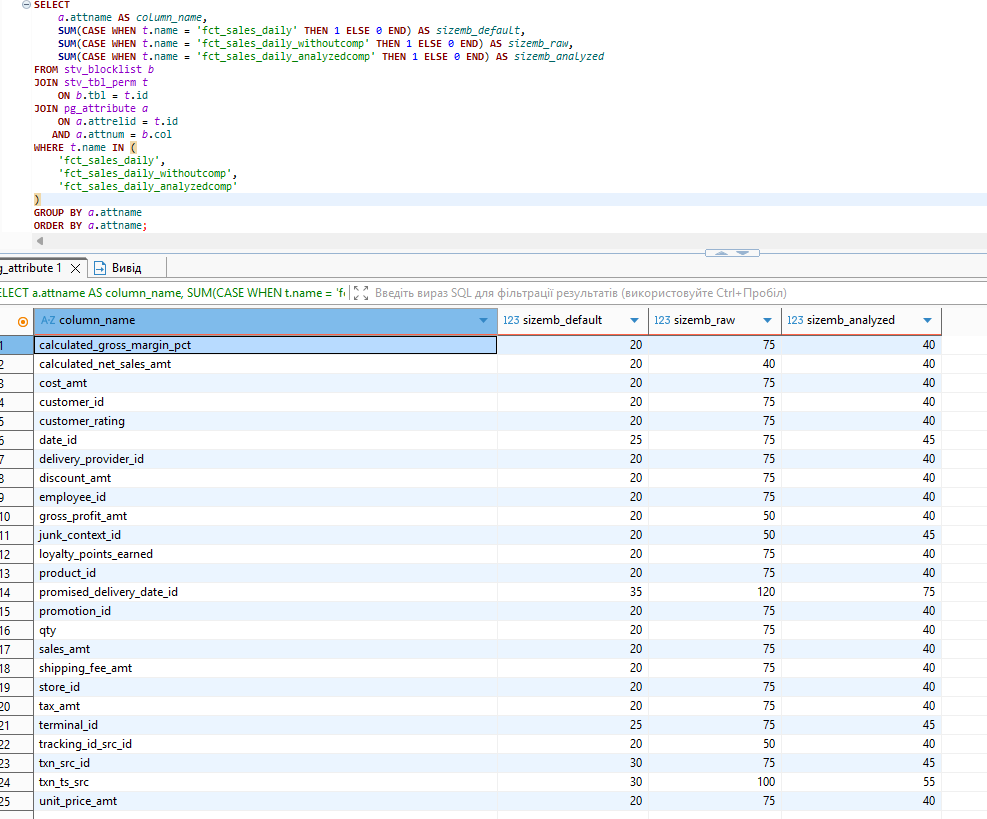 SELECT
a.attname AS column_name,
SUM(CASE WHEN t.name = 'fct_sales_daily' THEN 1 ELSE 0 END) AS sizemb_default,
SUM(CASE WHEN t.name = 'fct_sales_daily_withoutcomp' THEN 1 ELSE 0 END) AS sizemb_raw,
SUM(CASE WHEN t.name = 'fct_sales_daily_analyzedcomp' THEN 1 ELSE 0 END) AS sizemb_analyzed
FROM stv_blocklist b
JOIN stv_tbl_perm t
ON b.tbl = t.id
JOIN pg_attribute a
ON a.attrelid = t.id
AND a.attnum = b.col
WHERE t.name IN (
'fct_sales_daily',
'fct_sales_daily_withoutcomp',
'fct_sales_daily_analyzedcomp'
)
GROUP BY a.attname
ORDER BY a.attname;
g_attribute 1 Вивід
ELECT a.attname AS column_name, SUM(CASE WHEN t.name = 'f Введіть вираз SQL для фільтрації результатів (використовуйте Ctrl+Пробіл)
A-Z column_name 123 sizemb_default 123 sizemb_raw 123 sizemb_analyzed
1 calculated_gross_margin_pct 20 75 40
2 calculated_net_sales_amt 20 40 40
3 cost_amt 20 75 40
4 customer_id 20 75 40
5 customer_rating 20 75 40
6 date_id 25 75 45
7 delivery_provider_id 20 75 40
8 discount_amt 20 75 40
9 employee_id 20 75 40
10 gross_profit_amt 20 50 40
11 junk_context_id 20 50 45
12 loyalty_points_earned 20 75 40
13 product_id 20 75 40
14 promised_delivery_date_id 35 120 75
15 promotion_id 20 75 40
16 qty 20 75 40
17 sales_amt 20 75 40
18 shipping_fee_amt 20 75 40
19 store_id 20 75 40
20 tax_amt 20 75 40
21 terminal_id 25 75 45
22 tracking_id_src_id 20 50 40
23 txn_src_id 30 75 45
24 txn_ts_src 30 100 55
25 unit_price_amt 20 75 40